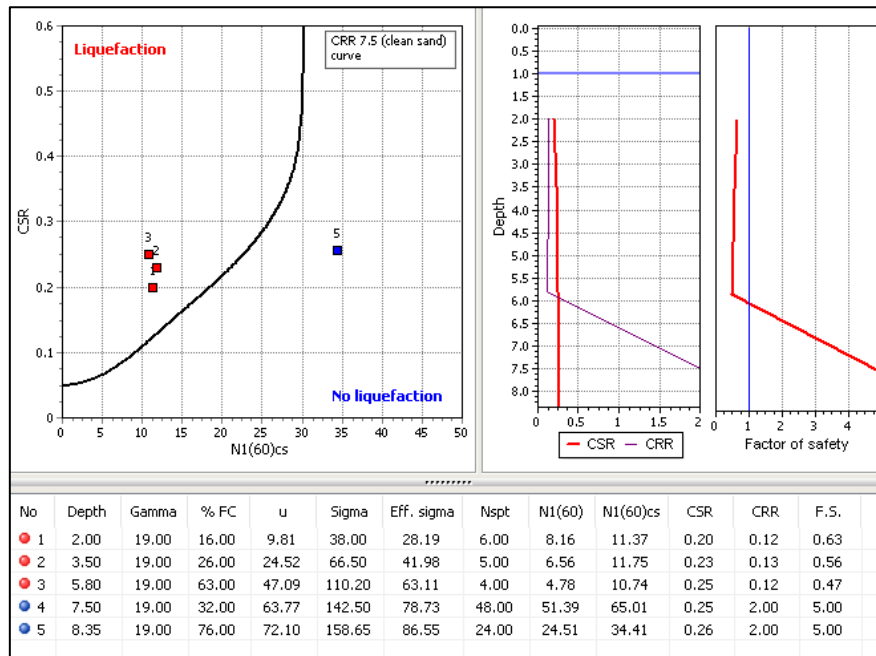 Liquefaction
CRR 7.5 (clean sand)
curve
No liquefaction
0.6
0.5
0.4
0.3
0.2
0.1
0
CSR
3
2
1
5
0 5 10 15 20 25 30 35 40 45 50
N1(60)cs
0.0
0.5
1.0
1.5
2.0
2.5
3.0
3.5
4.0
4.5
5.0
5.5
6.0
6.5
7.0
7.5
8.0
Depth
0 0.5 1 1.5 2
CSR CRR
0 1 2 3 4
Factor of safety
No Depth Gamma % FC u Sigma Eff. sigma Nspt N1(60) N1(60)cs CSR CRR F.S.
1 2.00 19.00 16.00 9.81 38.00 28.19 6.00 8.16 11.37 0.20 0.12 0.63
2 3.50 19.00 26.00 24.52 66.50 41.98 5.00 6.56 11.75 0.23 0.13 0.56
3 5.80 19.00 63.00 47.09 110.20 63.11 4.00 4.78 10.74 0.25 0.12 0.47
4 7.50 19.00 32.00 63.77 142.50 78.73 48.00 51.39 65.01 0.25 2.00 5.00
5 8.35 19.00 76.00 72.10 158.65 86.55 24.00 24.51 34.41 0.26 2.00 5.00